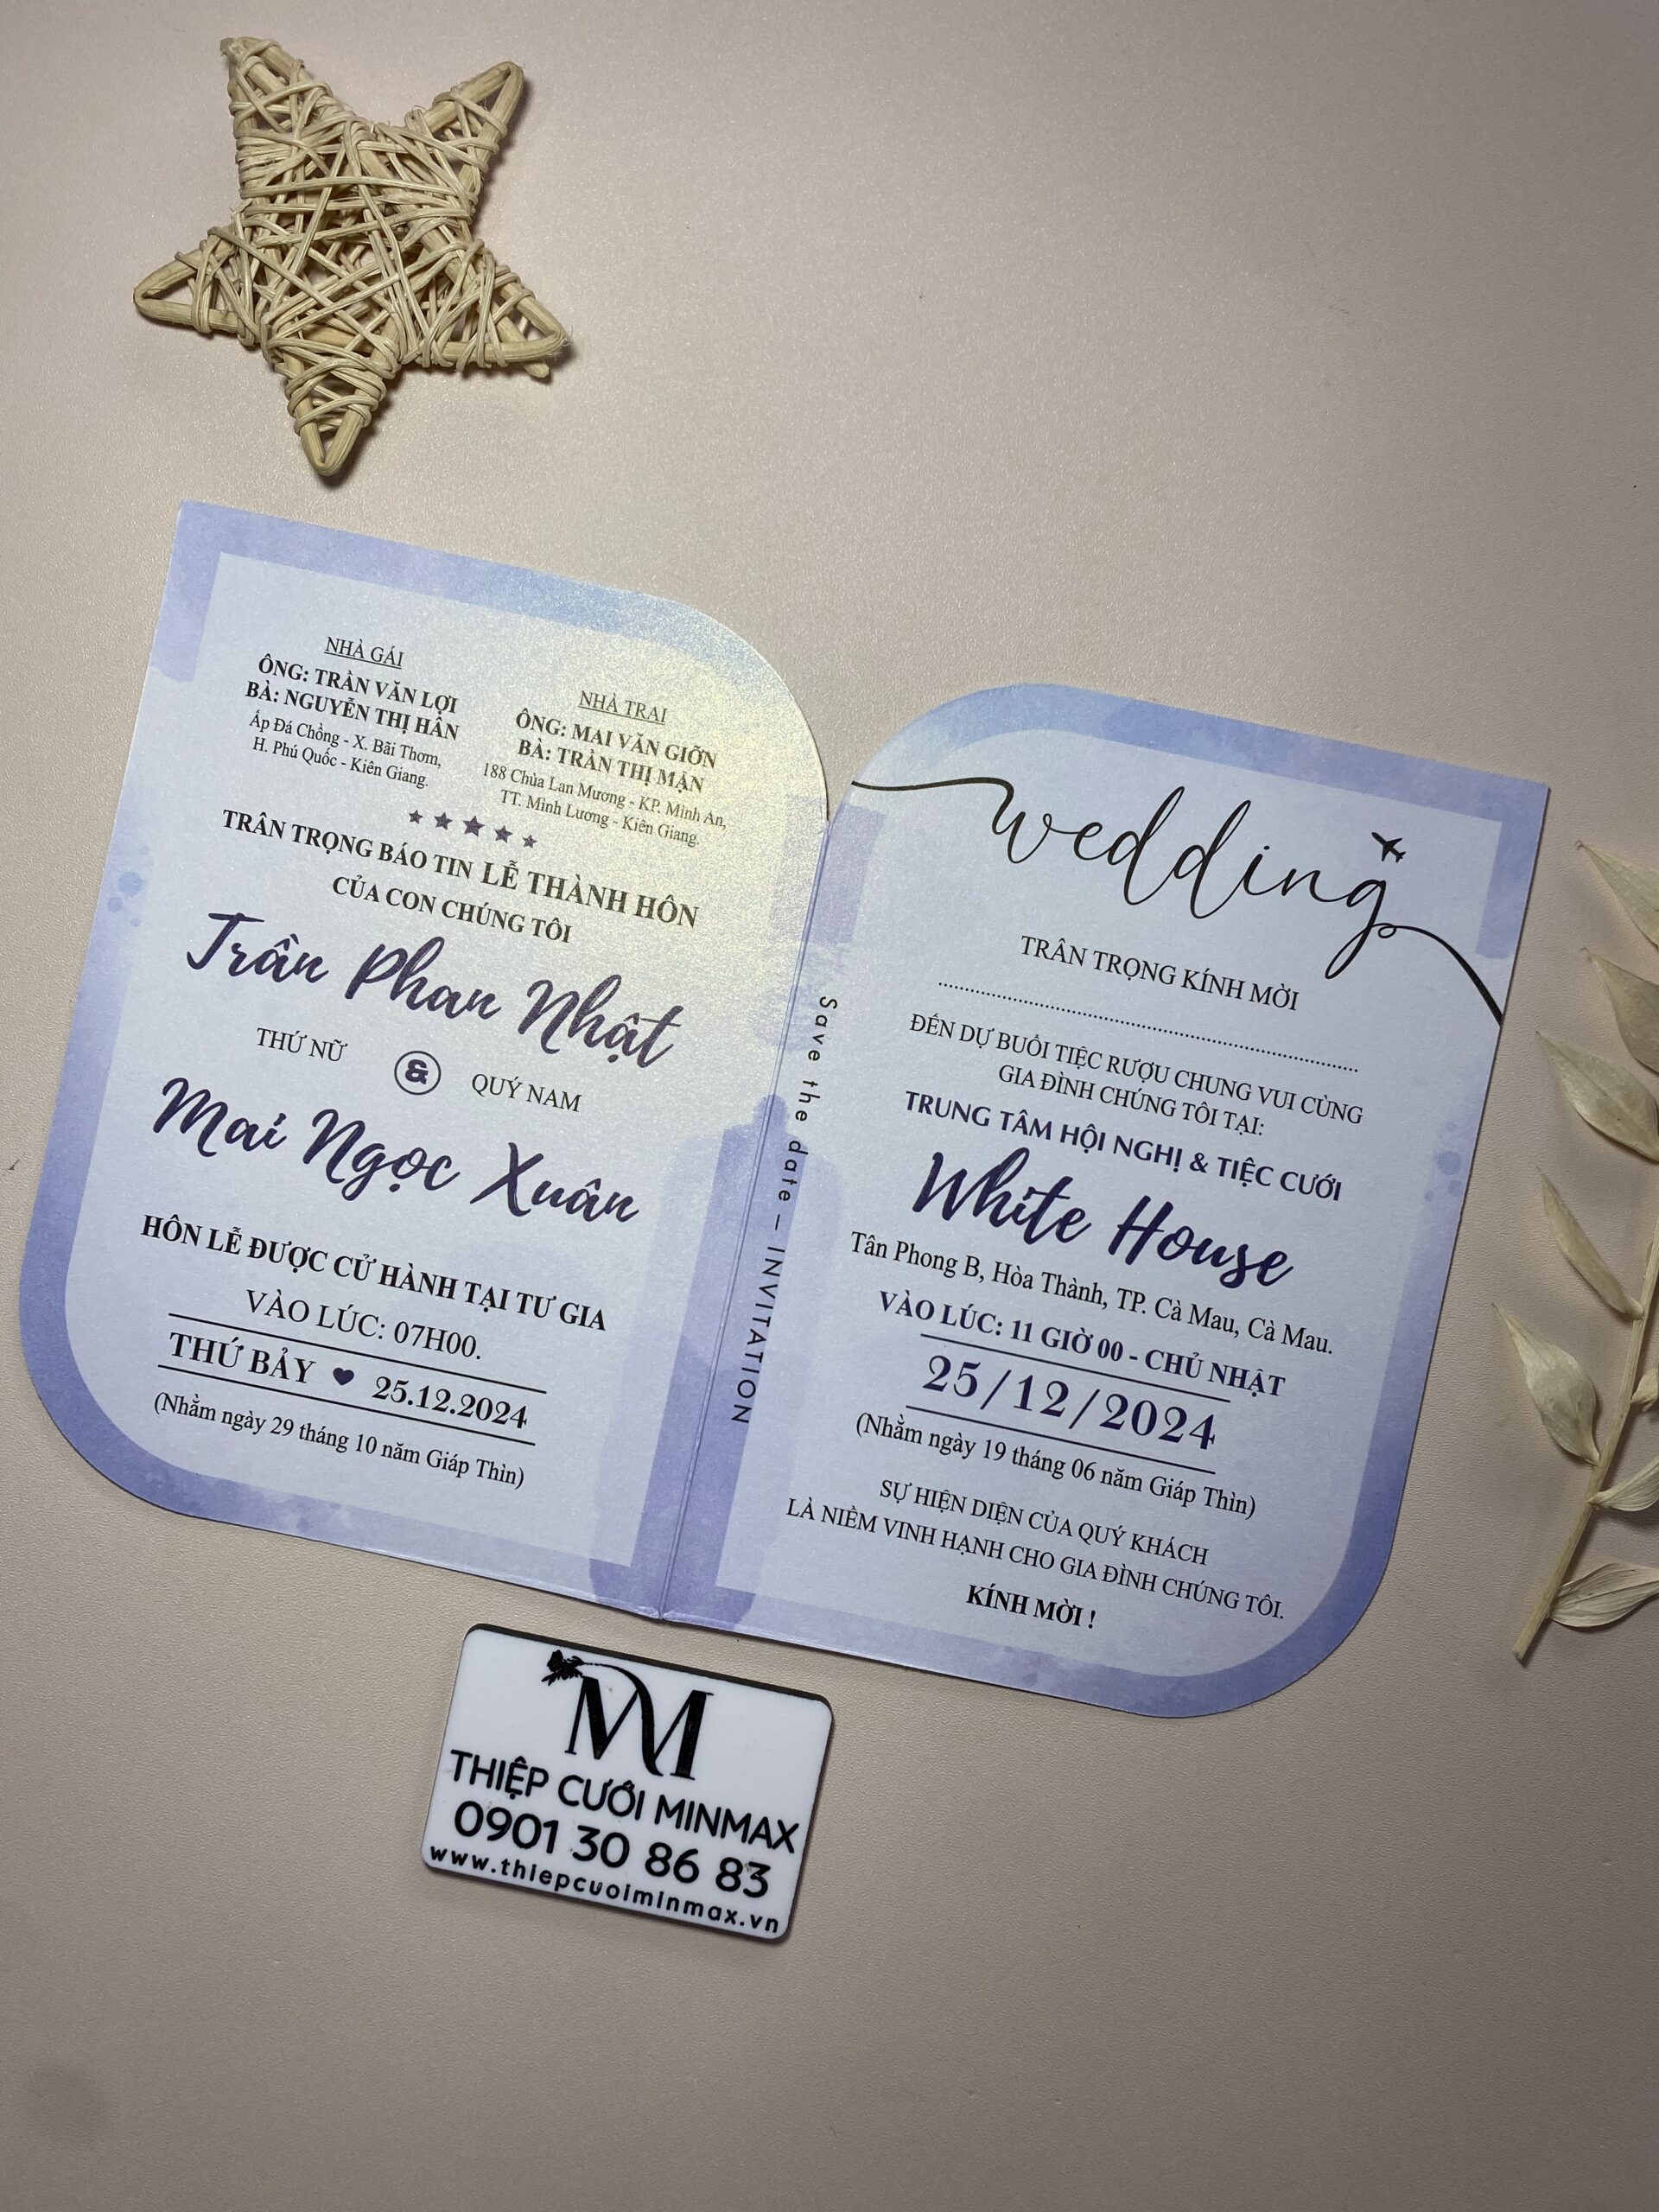 NHÀ GÁI
ÔNG: TRẦN VĂN LỢI
BÀ: NGUYỄN THỊ HÂN
Ấp Đá Chồng - X. Bãi Thơm,
H. Phú Quốc - Kiên Giang.
NHÀ TRAI
ÔNG: MAI VĂN GIỠN
BÀ: TRẦN THỊ MẬN
188 Chùa Lan Mương - KP. Minh An,
TT. Minh Lương - Kiên Giang.
TRÂN TRỌNG BÁO TIN LỄ THÀNH HÔN
CỦA CON CHÚNG TÔI
Trần Phan Nhật
THỨ NỮ & QUÝ NAM
Mai Ngọc Xuân
HÔN LỄ ĐƯỢC CỬ HÀNH TẠI TƯ GIA
VÀO LÚC: 07H00.
THỨ BẢY 25.12.2024
(Nhằm ngày 29 tháng 10 năm Giáp Thìn)
Save the date – INVITATION
wedding
TRÂN TRỌNG KÍNH MỜI
ĐẾN DỰ BUỔI TIỆC RƯỢU CHUNG VUI CÙNG
GIA ĐÌNH CHÚNG TÔI TẠI:
TRUNG TÂM HỘI NGHỊ & TIỆC CƯỚI
White House
Tân Phong B, Hòa Thành, TP. Cà Mau, Cà Mau.
VÀO LÚC: 11 GIỜ 00 - CHỦ NHẬT
25/12/2024
(Nhằm ngày 19 tháng 06 năm Giáp Thìn)
SỰ HIỆN DIỆN CỦA QUÝ KHÁCH
LÀ NIỀM VINH HẠNH CHO GIA ĐÌNH CHÚNG TÔI.
KÍNH MỜI !
MM
THIỆP CƯỚI MINMAX
0901 30 86 83
www.thiepcuoiminmax.vn